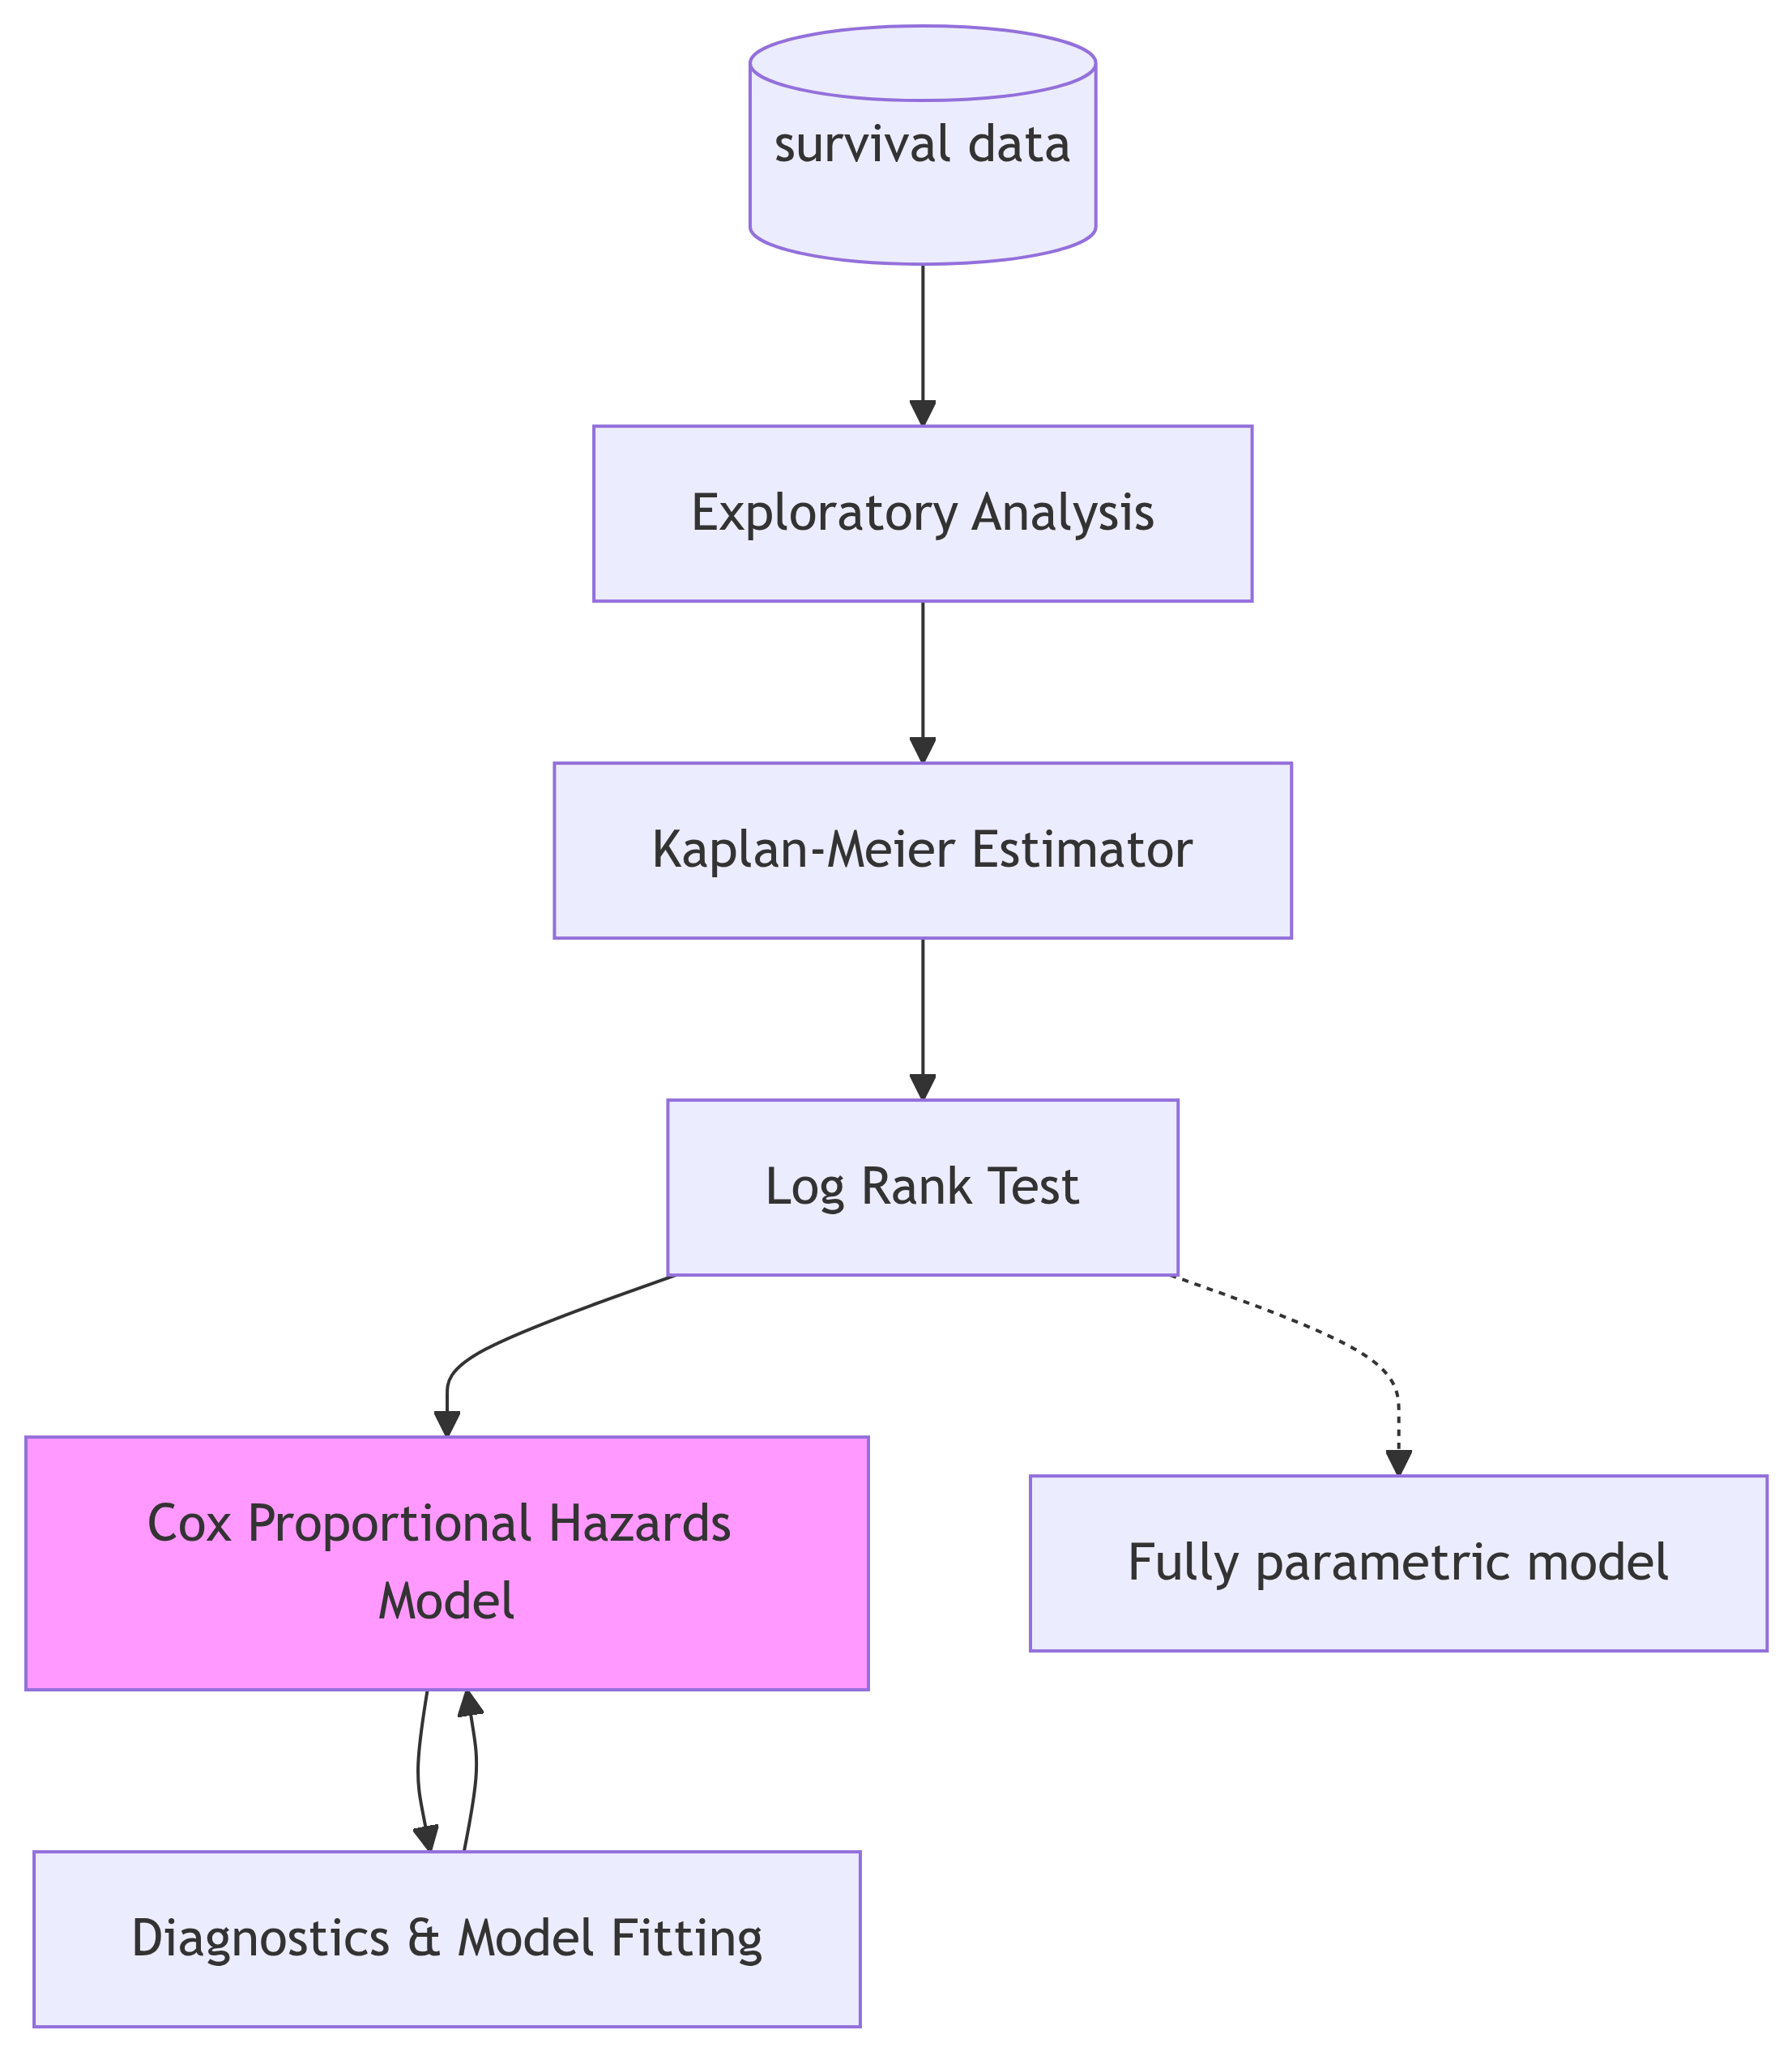 survival data
Exploratory Analysis
Kaplan-Meier Estimator
Log Rank Test
Cox Proportional Hazards
Model
Fully parametric model
Diagnostics & Model Fitting